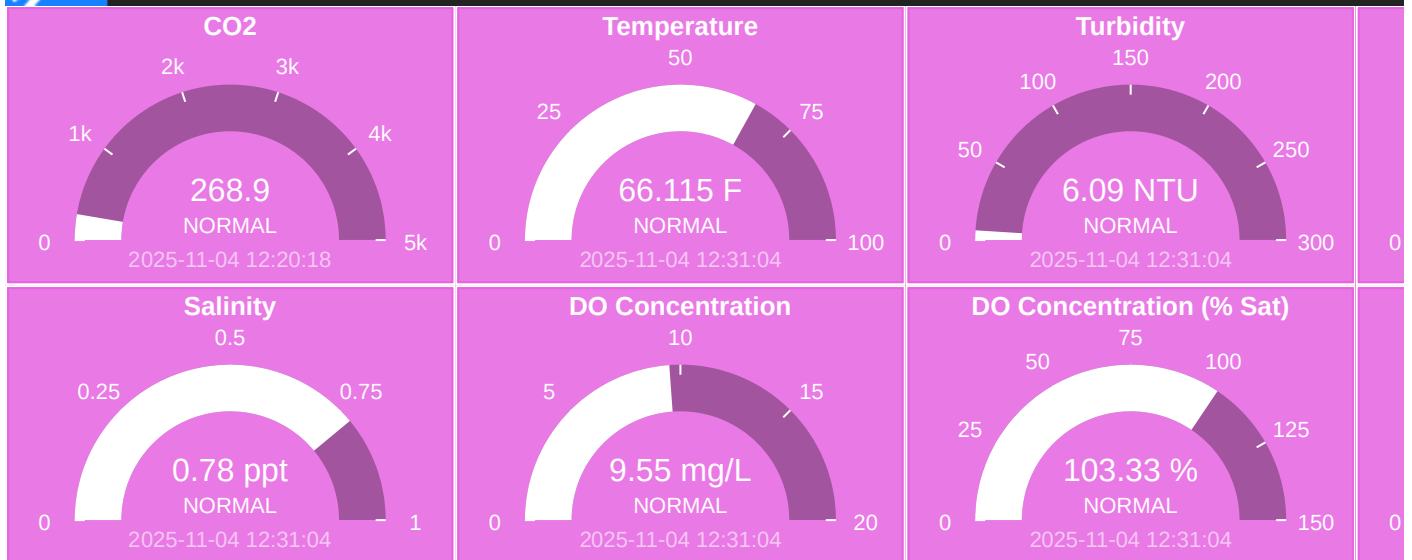 CO2
0
1k
2k
3k
4k
5k
268.9
NORMAL
2025-11-04 12:20:18
Temperature
0
25
50
75
100
66.115 F
NORMAL
2025-11-04 12:31:04
Turbidity
0
50
100
150
200
250
300
6.09 NTU
NORMAL
2025-11-04 12:31:04
0
Salinity
0
0.25
0.5
0.75
1
0.78 ppt
NORMAL
2025-11-04 12:31:04
DO Concentration
0
5
10
15
20
9.55 mg/L
NORMAL
2025-11-04 12:31:04
DO Concentration (% Sat)
0
25
50
75
100
125
150
103.33 %
NORMAL
2025-11-04 12:31:04
0